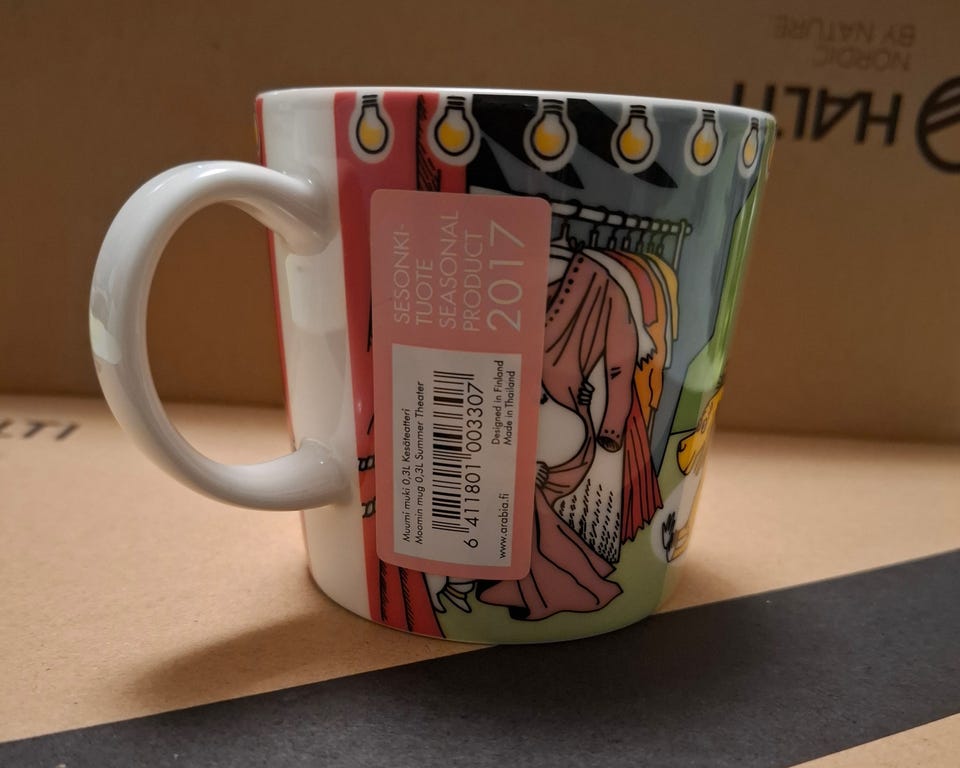 SESONKI-
TUOTE
SEASONAL
PRODUCT
2017
Muumi muki 0,3L Kesäteatteri
Moomin mug 0,3L Summer Theater
6 411801 003307
Designed in Finland
Made in Thailand
www.arabia.fi
HALTI
NORDIC
BY NATURE
ALTI